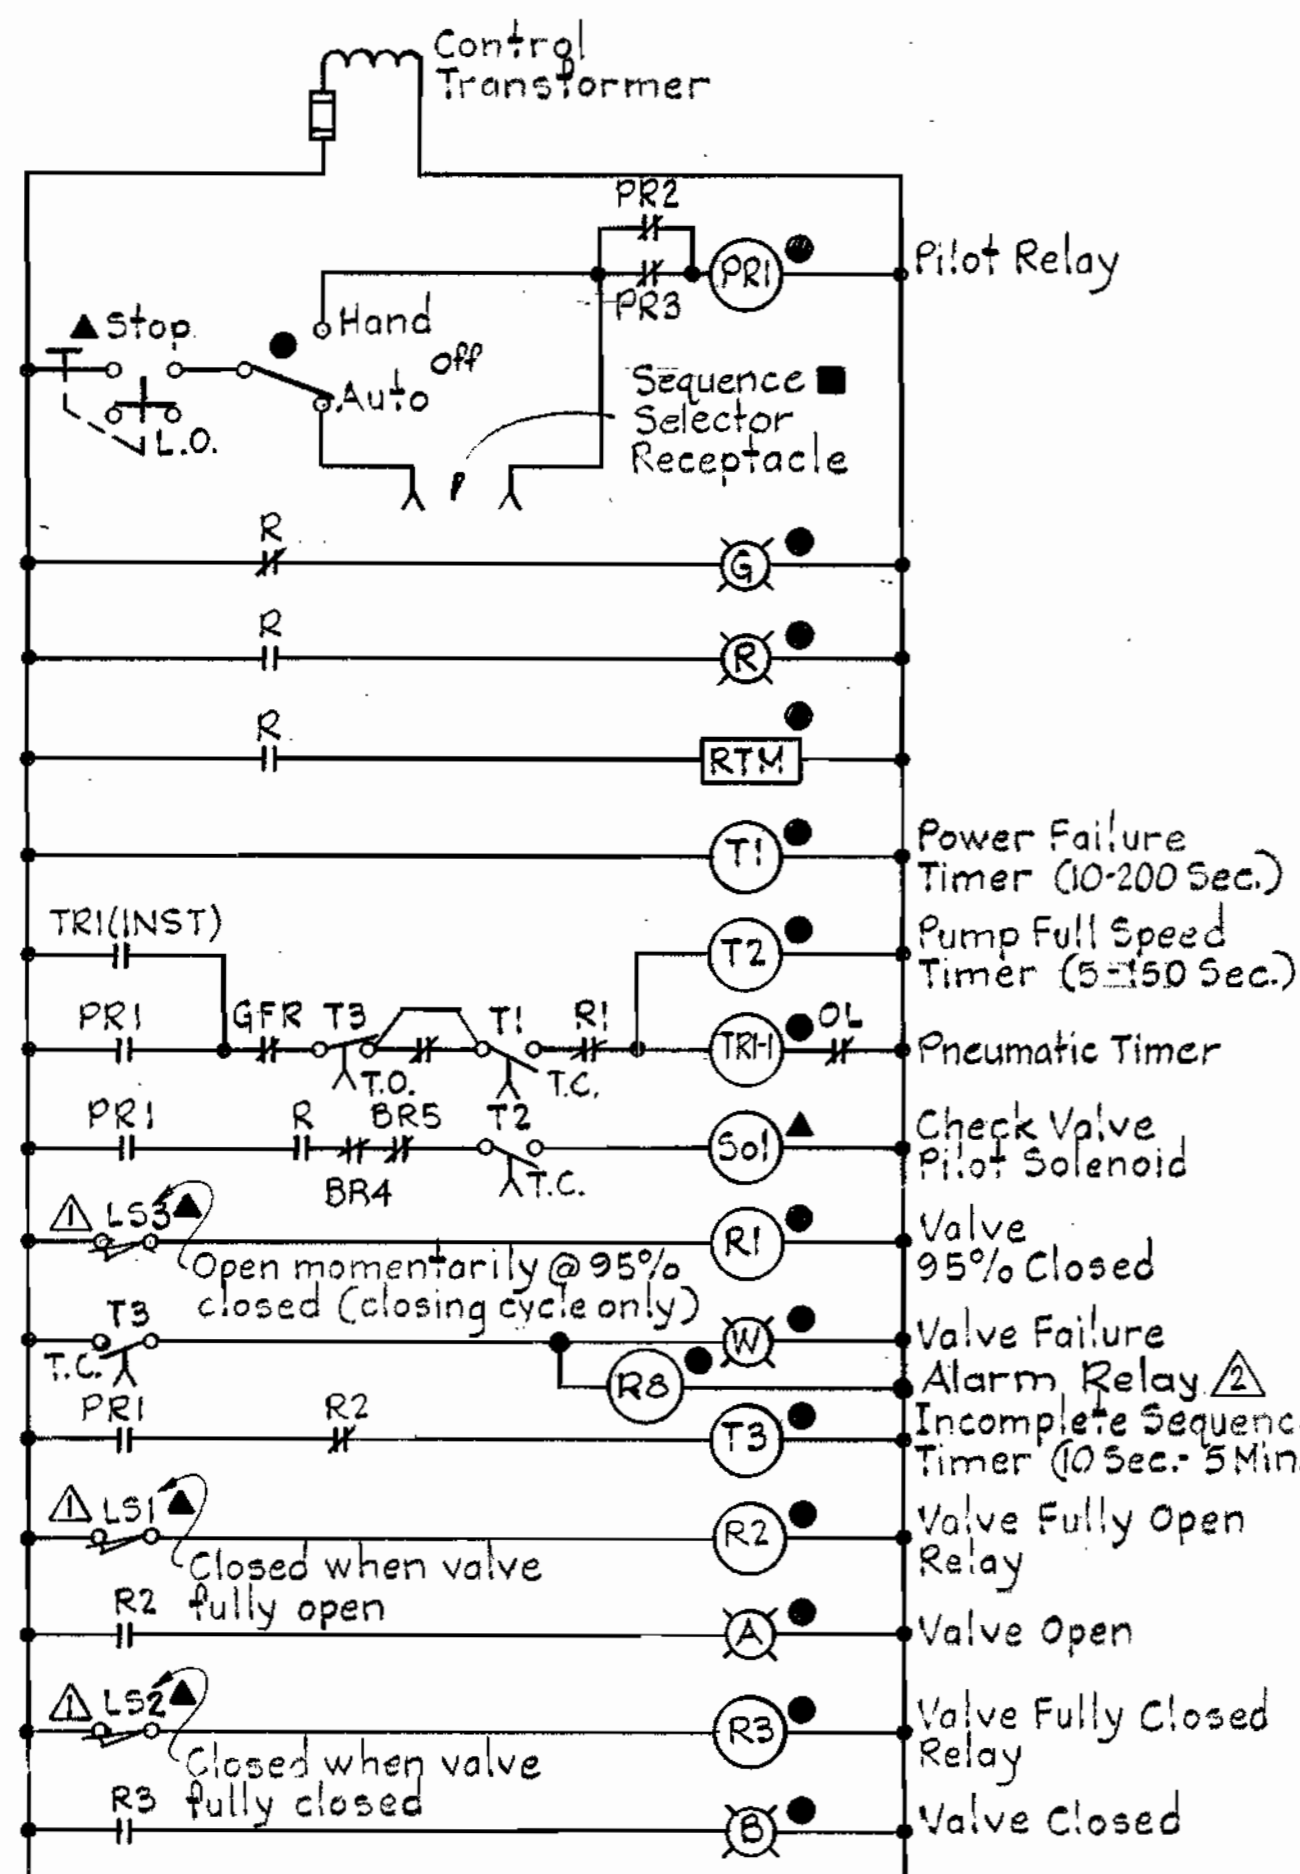 Control
Transformer
PR2
PR1
Pilot Relay
PR3
Stop
Hand
Off
Auto
L.O.
Sequence
Selector
Receptacle
R
G
R
R
R
RTM
T1
Power Failure
Timer (10-200 Sec.)
TR1(INST)
T2
Pump Full Speed
Timer (5-150 Sec.)
PR1
GFR
T3
T1
R1
TR1-1
OL
Pneumatic Timer
T.O.
T.C.
PR1
R
BR5
T2
Sol
Check Valve
Pilot Solenoid
BR4
T.C.
1 LS3
R1
Valve
95% Closed
Open momentarily @ 95%
closed (closing cycle only)
T3
T.C.
W
Valve Failure
R8
Alarm Relay 2
PR1
R2
T3
Incomplete Sequenc
Timer (10 Sec.- 5 Min.
1 LS1
R2
Valve Fully Open
Relay
Closed when valve
fully open
R2
A
Valve Open
1 LS2
R3
Valve Fully Closed
Relay
Closed when valve
fully closed
R3
B
Valve Closed